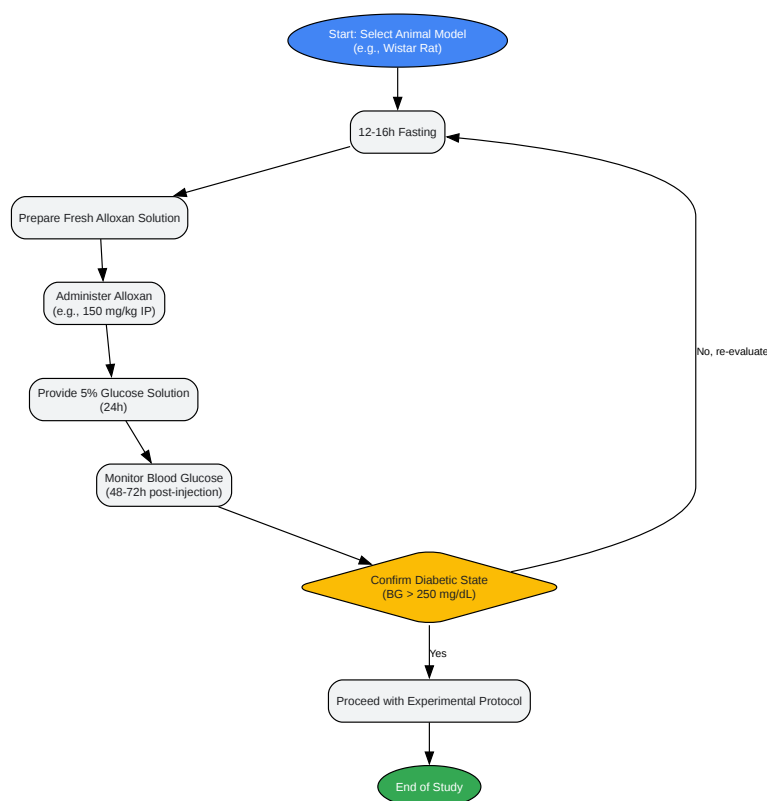 Start: Select Animal Model
(e.g., Wistar Rat)
12-16h Fasting
Prepare Fresh Alloxan Solution
Administer Alloxan
(e.g., 150 mg/kg IP)
Provide 5% Glucose Solution
(24h)
Monitor Blood Glucose
(48-72h post-injection)
Confirm Diabetic State
(BG > 250 mg/dL)
No, re-evaluate
Yes
Proceed with Experimental Protocol
End of Study